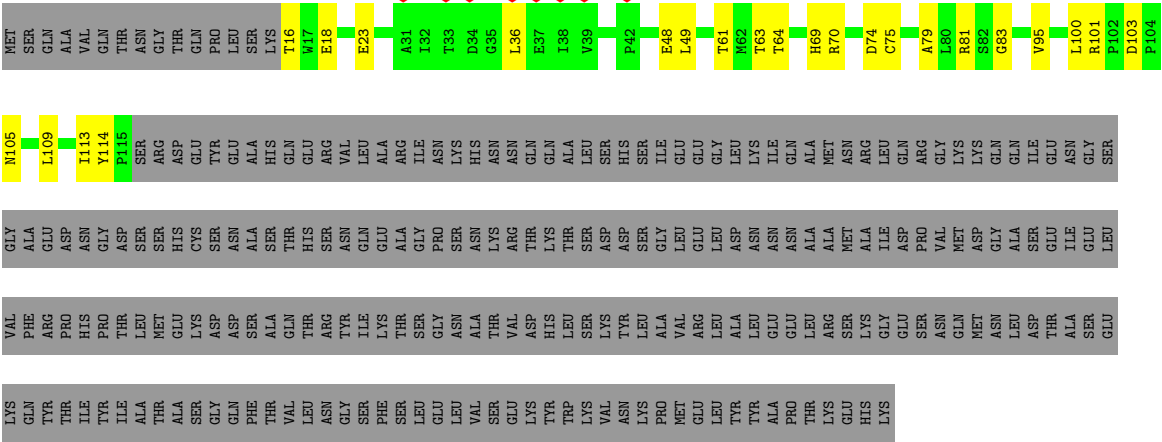 MET SER GLN ALA VAL GLN THR ASN GLY THR GLN PRO LEU SER LYS T16 W17 E18 E23 A31 I32 T33 D34 G35 L36 E37 I38 V39 P42 E48 L49 T61 M62 T63 T64 H69 R70 D74 C75 A79 L80 R81 S82 G83 V95 L100 R101 P102 D103 P104
N105 L109 I113 Y114 P115 SER ARG ASP GLU TYR GLU ALA HIS GLN GLU ARG VAL LEU ALA ARG ILE ASN LYS HIS ASN ASN GLN GLN ALA LEU SER HIS SER ILE GLU GLU GLY LEU LYS ILE GLN ALA MET ASN ARG LEU GLN ARG GLY LYS LYS GLN GLN ILE GLU ASN GLY SER
GLY ALA GLU ASP ASN GLY ASP SER SER HIS CYS SER ASN ALA SER THR HIS SER ASN GLN GLU ALA GLY PRO SER ASN LYS ARG THR LYS THR SER ASP ASP SER GLY LEU GLU LEU ASP ASN ASN ASN ALA ALA MET ALA ILE ASP PRO VAL MET ASP GLY ALA SER GLU ILE GLU LEU
VAL PHE ARG PRO HIS PRO THR LEU MET GLU LYS ASP ASP SER ALA GLN THR ARG TYR ILE LYS THR SER GLY ASN ALA THR VAL ASP HIS LEU SER LYS TYR LEU ALA VAL ARG LEU ALA LEU GLU GLU LEU ARG SER LYS GLY GLU SER ASN GLN MET ASN LEU ASP THR ALA SER GLU
LYS GLN TYR THR ILE TYR ILE ALA THR ALA SER GLY GLN PHE THR VAL LEU ASN GLY SER PHE SER LEU GLU LEU VAL SER GLU LYS TYR TRP LYS VAL ASN LYS PRO MET GLU LEU TYR TYR ALA PRO THR LYS GLU HIS LYS